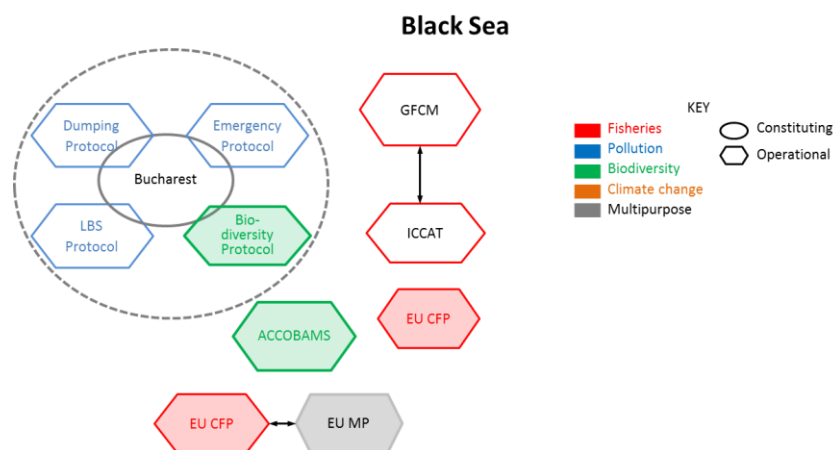 Black Sea
Dumping
Protocol
Emergency
Protocol
Bucharest
LBS
Protocol
Bio-
diversity
Protocol
GFCM
ICCAT
EU CFP
ACCOBAMS
EU CFP
EU MP
KEY
Fisheries
Pollution
Biodiversity
Climate change
Multipurpose
Constituting
Operational